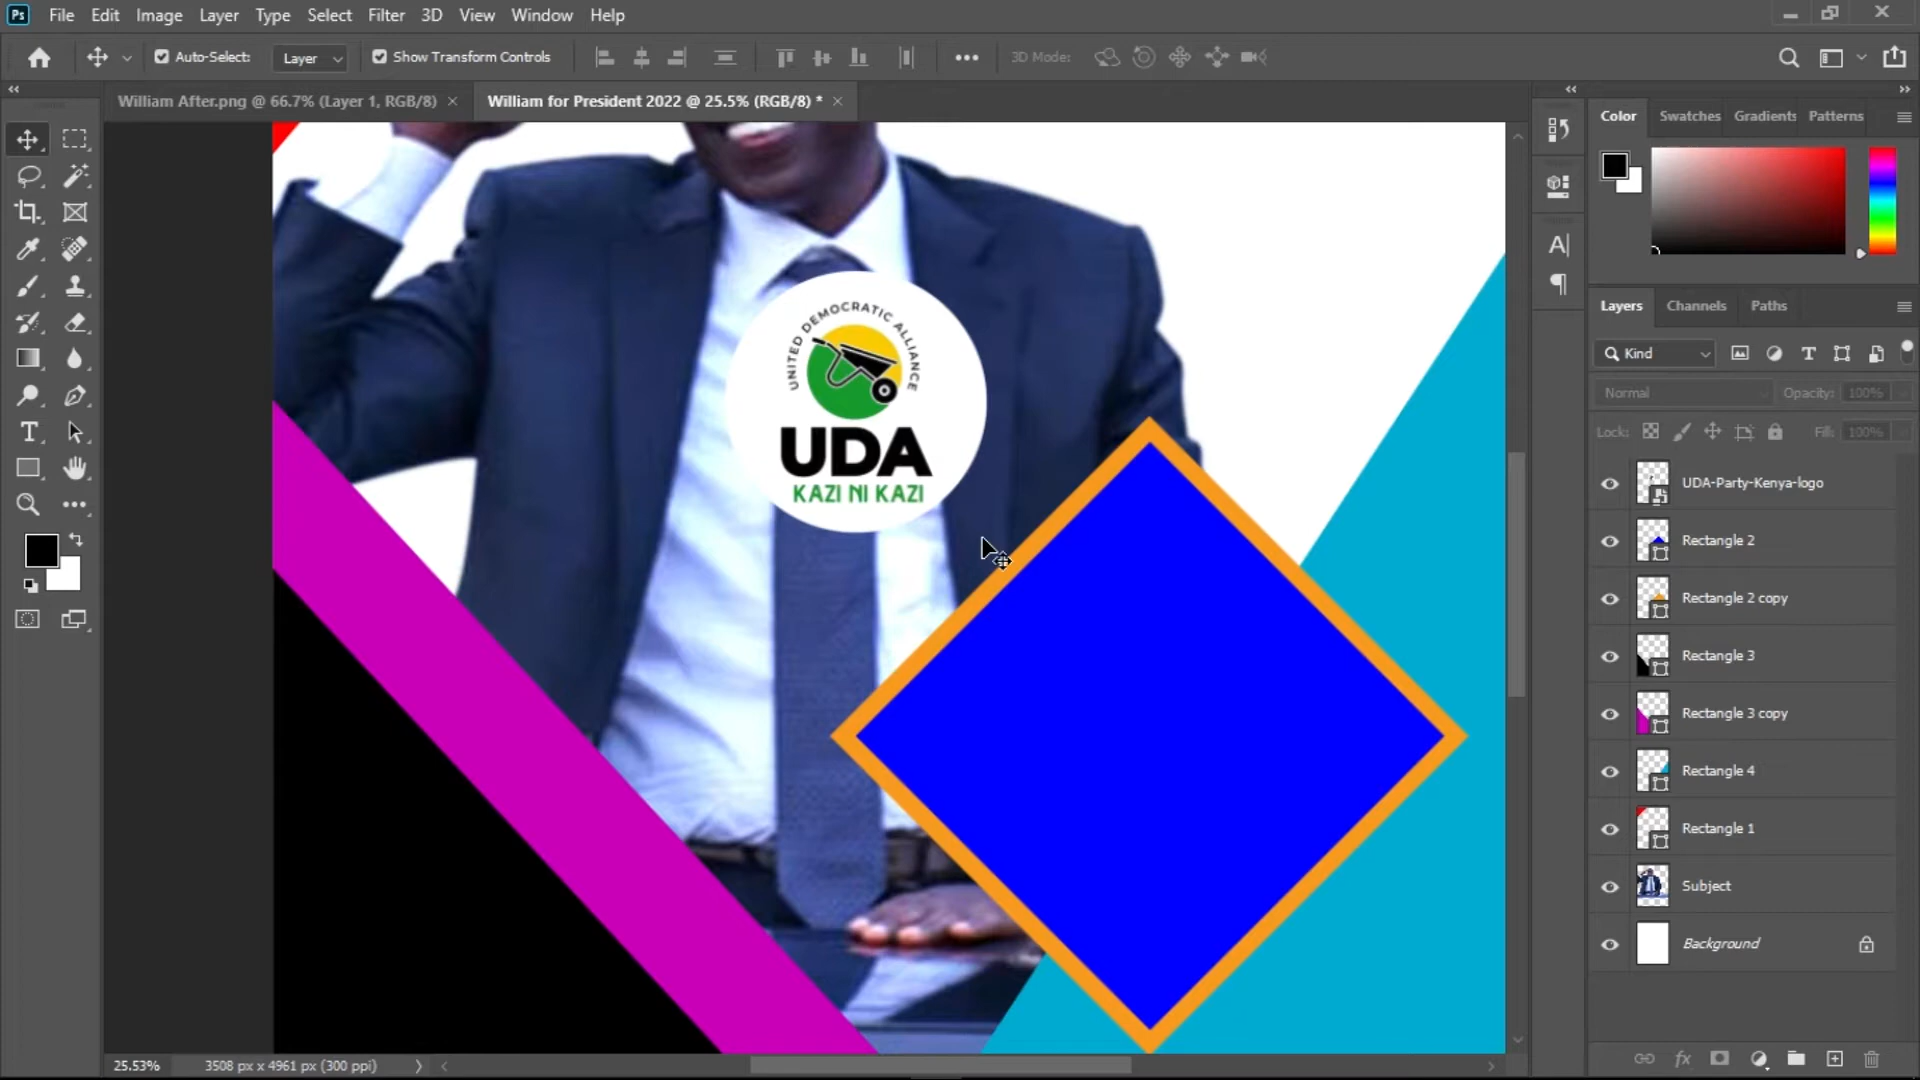 Ps File Edit Image Layer Type Select Filter 3D View Window Help
Auto-Select: Layer Show Transform Controls 3D Mode:
William After.png @ 66.7% (Layer 1, RGB/8) × William for President 2022 @ 25.5% (RGB/8) * ×
Color Swatches Gradients Patterns
UNITED DEMOCRATIC ALLIANCE
UDA
KAZI NI KAZI
Layers Channels Paths
Kind
Normal Opacity: 100%
Lock: Fill: 100%
UDA-Party-Kenya-logo
Rectangle 2
Rectangle 2 copy
Rectangle 3
Rectangle 3 copy
Rectangle 4
Rectangle 1
Subject
Background
25.53% 3508 px x 4961 px (300 ppi)